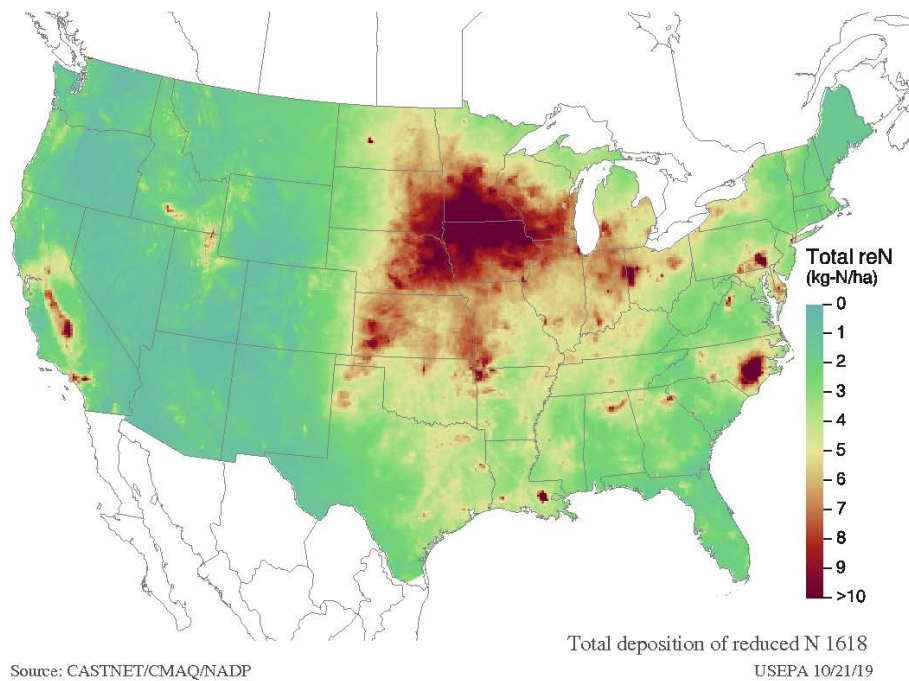 Total reN
(kg-N/ha)
0
1
2
3
4
5
6
7
8
9
>10
Total deposition of reduced N 1618
Source: CASTNET/CMAQ/NADP
USEPA 10/21/19